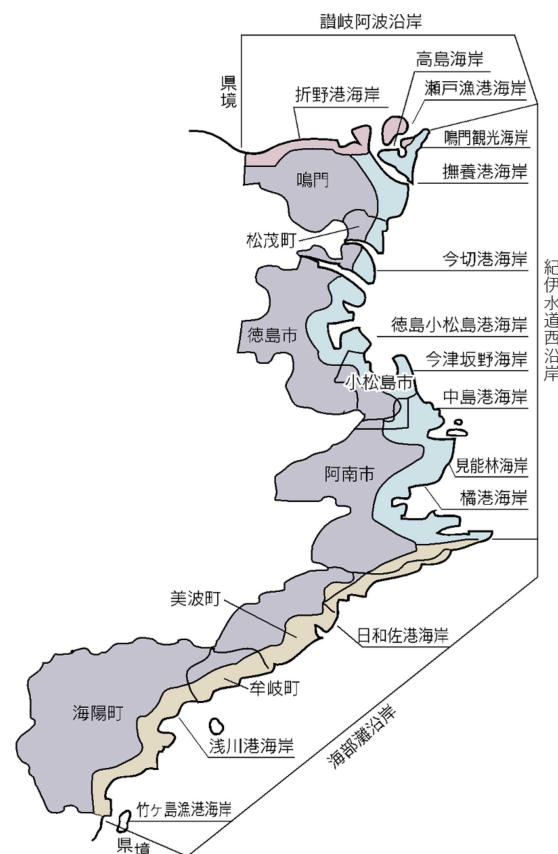 讃岐阿波沿岸
高島海岸
県境
瀬戸漁港海岸
折野港海岸
鳴門観光海岸
撫養港海岸
鳴門
松茂町
今切港海岸
紀伊水道西沿岸
徳島小松島港海岸
徳島市
今津坂野海岸
小松島市
中島港海岸
見能林海岸
阿南市
橘港海岸
美波町
日和佐港海岸
牟岐町
海陽町
浅川港海岸
海部灘沿岸
竹ヶ島漁港海岸
県境